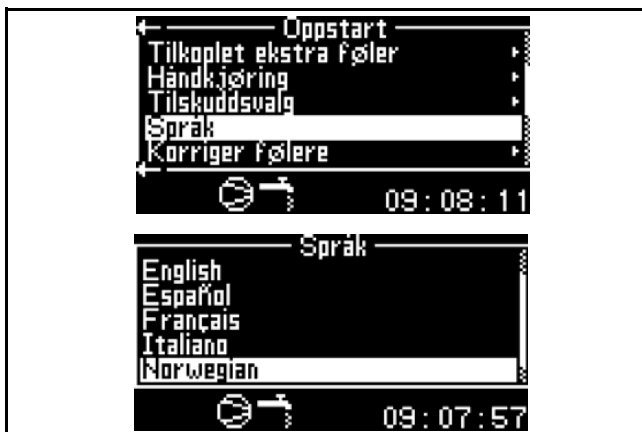 Oppstart
Tilkoplet ekstra føler
Håndkjøring
Tilskuddsvalg
Språk
Korriger følere
09:08:11
Språk
English
Español
Français
Italiano
Norwegian
09:07:57